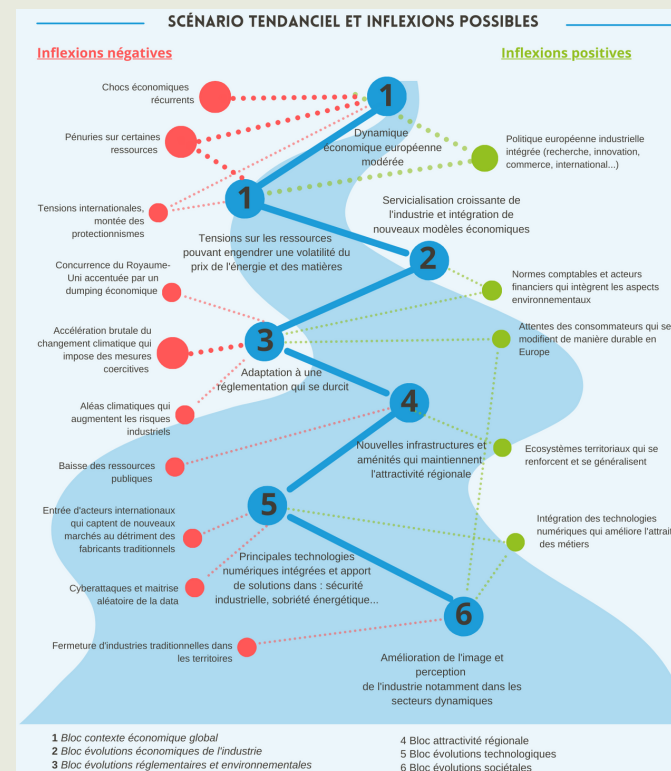 SCÉNARIO TENDANCIEL ET INFLEXIONS POSSIBLES
Inflexions négatives
Inflexions positives
Chocs économiques
récurrents
1
Dynamique
économique européenne
modérée
Pénuries sur certaines
ressources
Politique européenne industrielle
intégrée (recherche, innovation,
commerce, international...)
Tensions internationales,
montée des
protectionnismes
1
Tensions sur les ressources
pouvant engendrer une volatilité du
prix de l'énergie et des matières
Servicialisation croissante de
l'industrie et intégration de
nouveaux modèles économiques
2
Concurrence du Royaume-
Uni accentuée par un
dumping économique
Normes comptables et acteurs
financiers qui intègrent les aspects
environnementaux
Accélération brutale du
changement climatique qui
impose des mesures
coercitives
3
Adaptation à une
réglementation qui se durcit
Attentes des consommateurs qui se
modifient de manière durable en
Europe
Aléas climatiques qui
augmentent les risques
industriels
4
Nouvelles infrastructures et
aménités qui maintiennent
l'attractivité régionale
Ecosystèmes territoriaux qui se
renforcent et se généralisent
Baisse des ressources
publiques
Entrée d'acteurs internationaux
qui captent de nouveaux
marchés au détriment des
fabricants traditionnels
5
Principales technologies
numériques intégrées et apport
de solutions dans : sécurité
industrielle, sobriété énergétique...
Intégration des technologies
numériques qui améliore l'attrait
des métiers
Cyberattaques et maitrise
aléatoire de la data
6
Amélioration de l'image et
perception
de l'industrie notamment dans les
secteurs dynamiques
Fermeture d'industries traditionnelles dans
les territoires
1 Bloc contexte économique global
2 Bloc évolutions économiques de l'industrie
3 Bloc évolutions réglementaires et environnementales
4 Bloc attractivité régionale
5 Bloc évolutions technologiques
6 Bloc évolutions sociétales